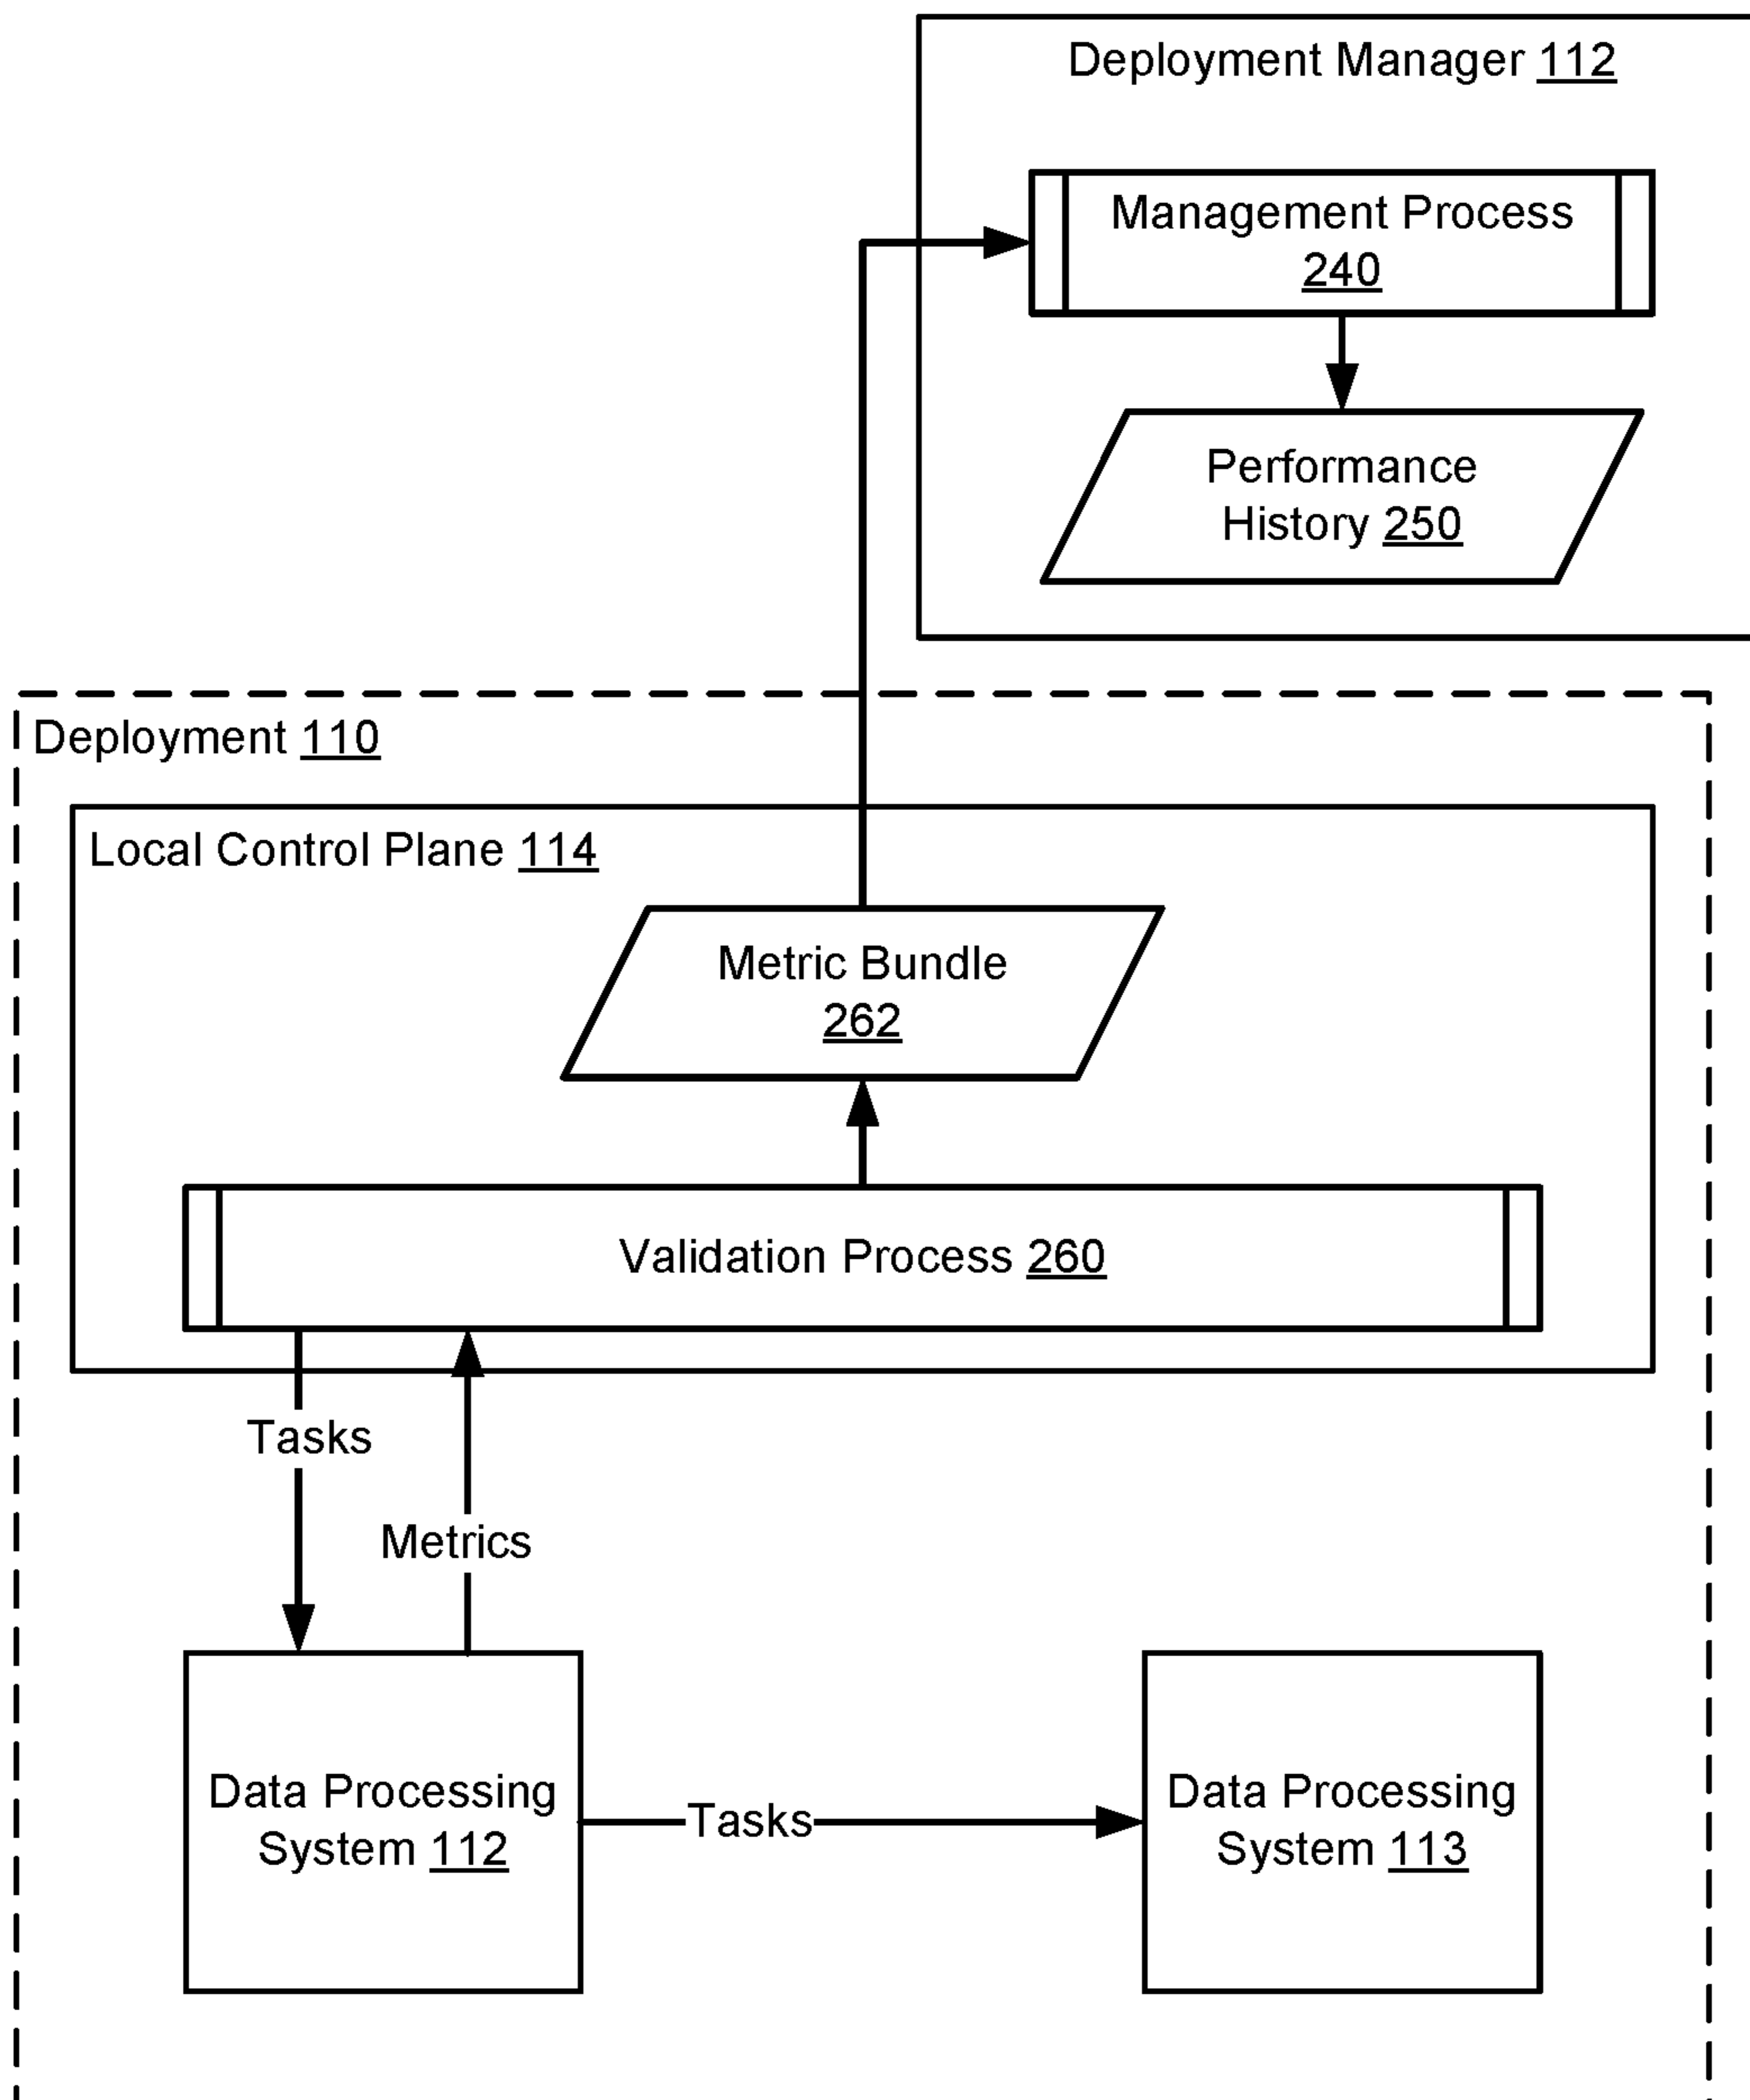 Deployment Manager 112
Management Process
240
Performance
History 250
Deployment 110
Local Control Plane 114
Metric Bundle
262
Validation Process 260
Tasks
Metrics
Data Processing
System 112
Tasks
Data Processing
System 113